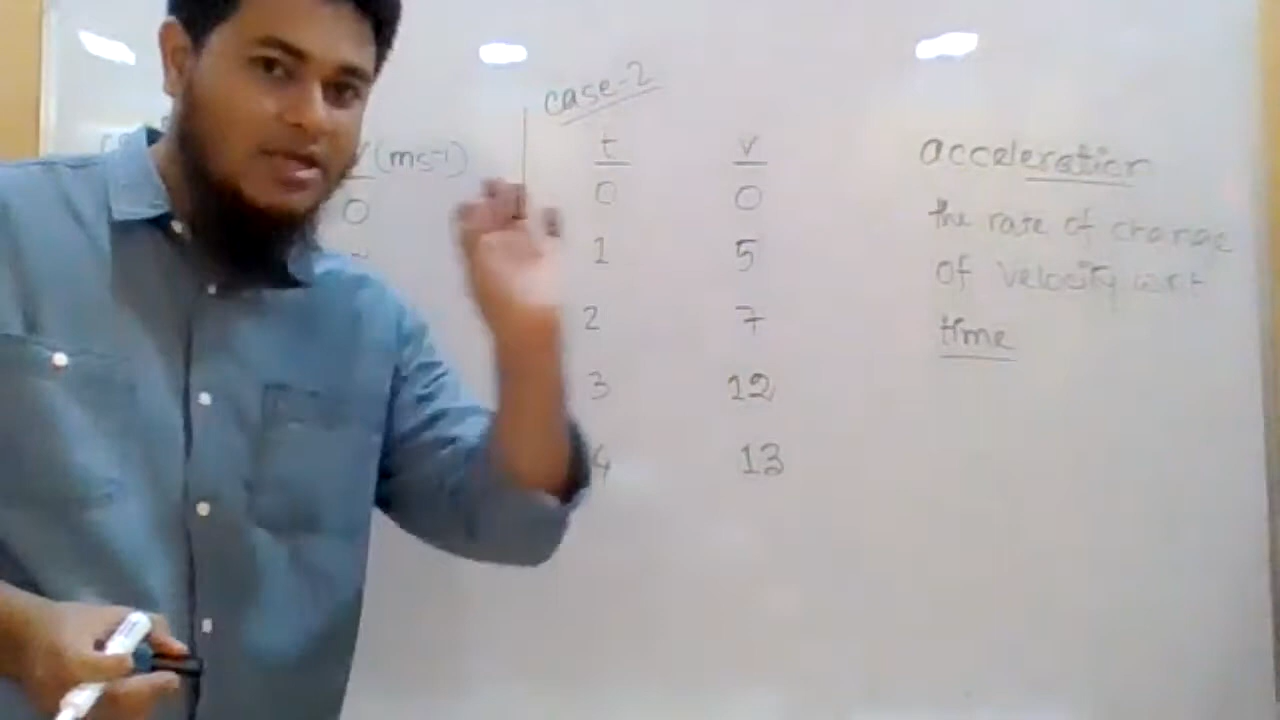 case-2
V (ms⁻¹)
t V
0
0 0
1 5
2 7
3 12
4 13
acceleration
the rate of change
of velocity wrt
time